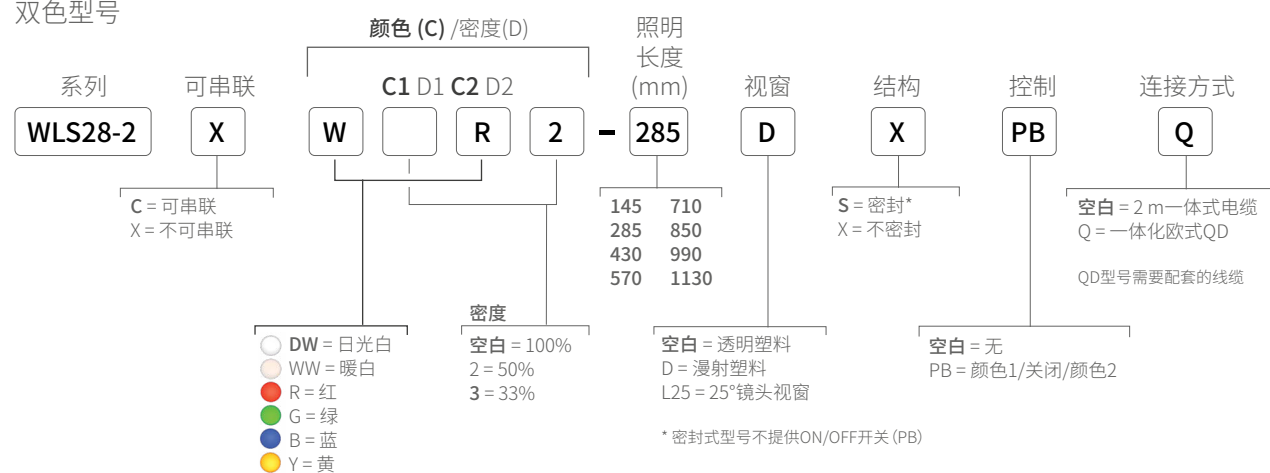 双色型号
颜色 (C) /密度(D)
照明
长度
(mm)
系列
可串联
C1 D1 C2 D2
视窗
结构
控制
连接方式
WLS28-2 X W R 2 – 285 D X PB Q
C = 可串联
X = 不可串联
145 710
285 850
430 990
570 1130
S = 密封*
X = 不密封
空白 = 2 m一体式电缆
Q = 一体化欧式QD
QD型号需要配套的线缆
DW = 日光白
WW = 暖白
R = 红
G = 绿
B = 蓝
Y = 黄
密度
空白 = 100%
2 = 50%
3 = 33%
空白 = 透明塑料
D = 漫射塑料
L25 = 25°镜头视窗
空白 = 无
PB = 颜色1/关闭/颜色2
* 密封式型号不提供ON/OFF开关 (PB)